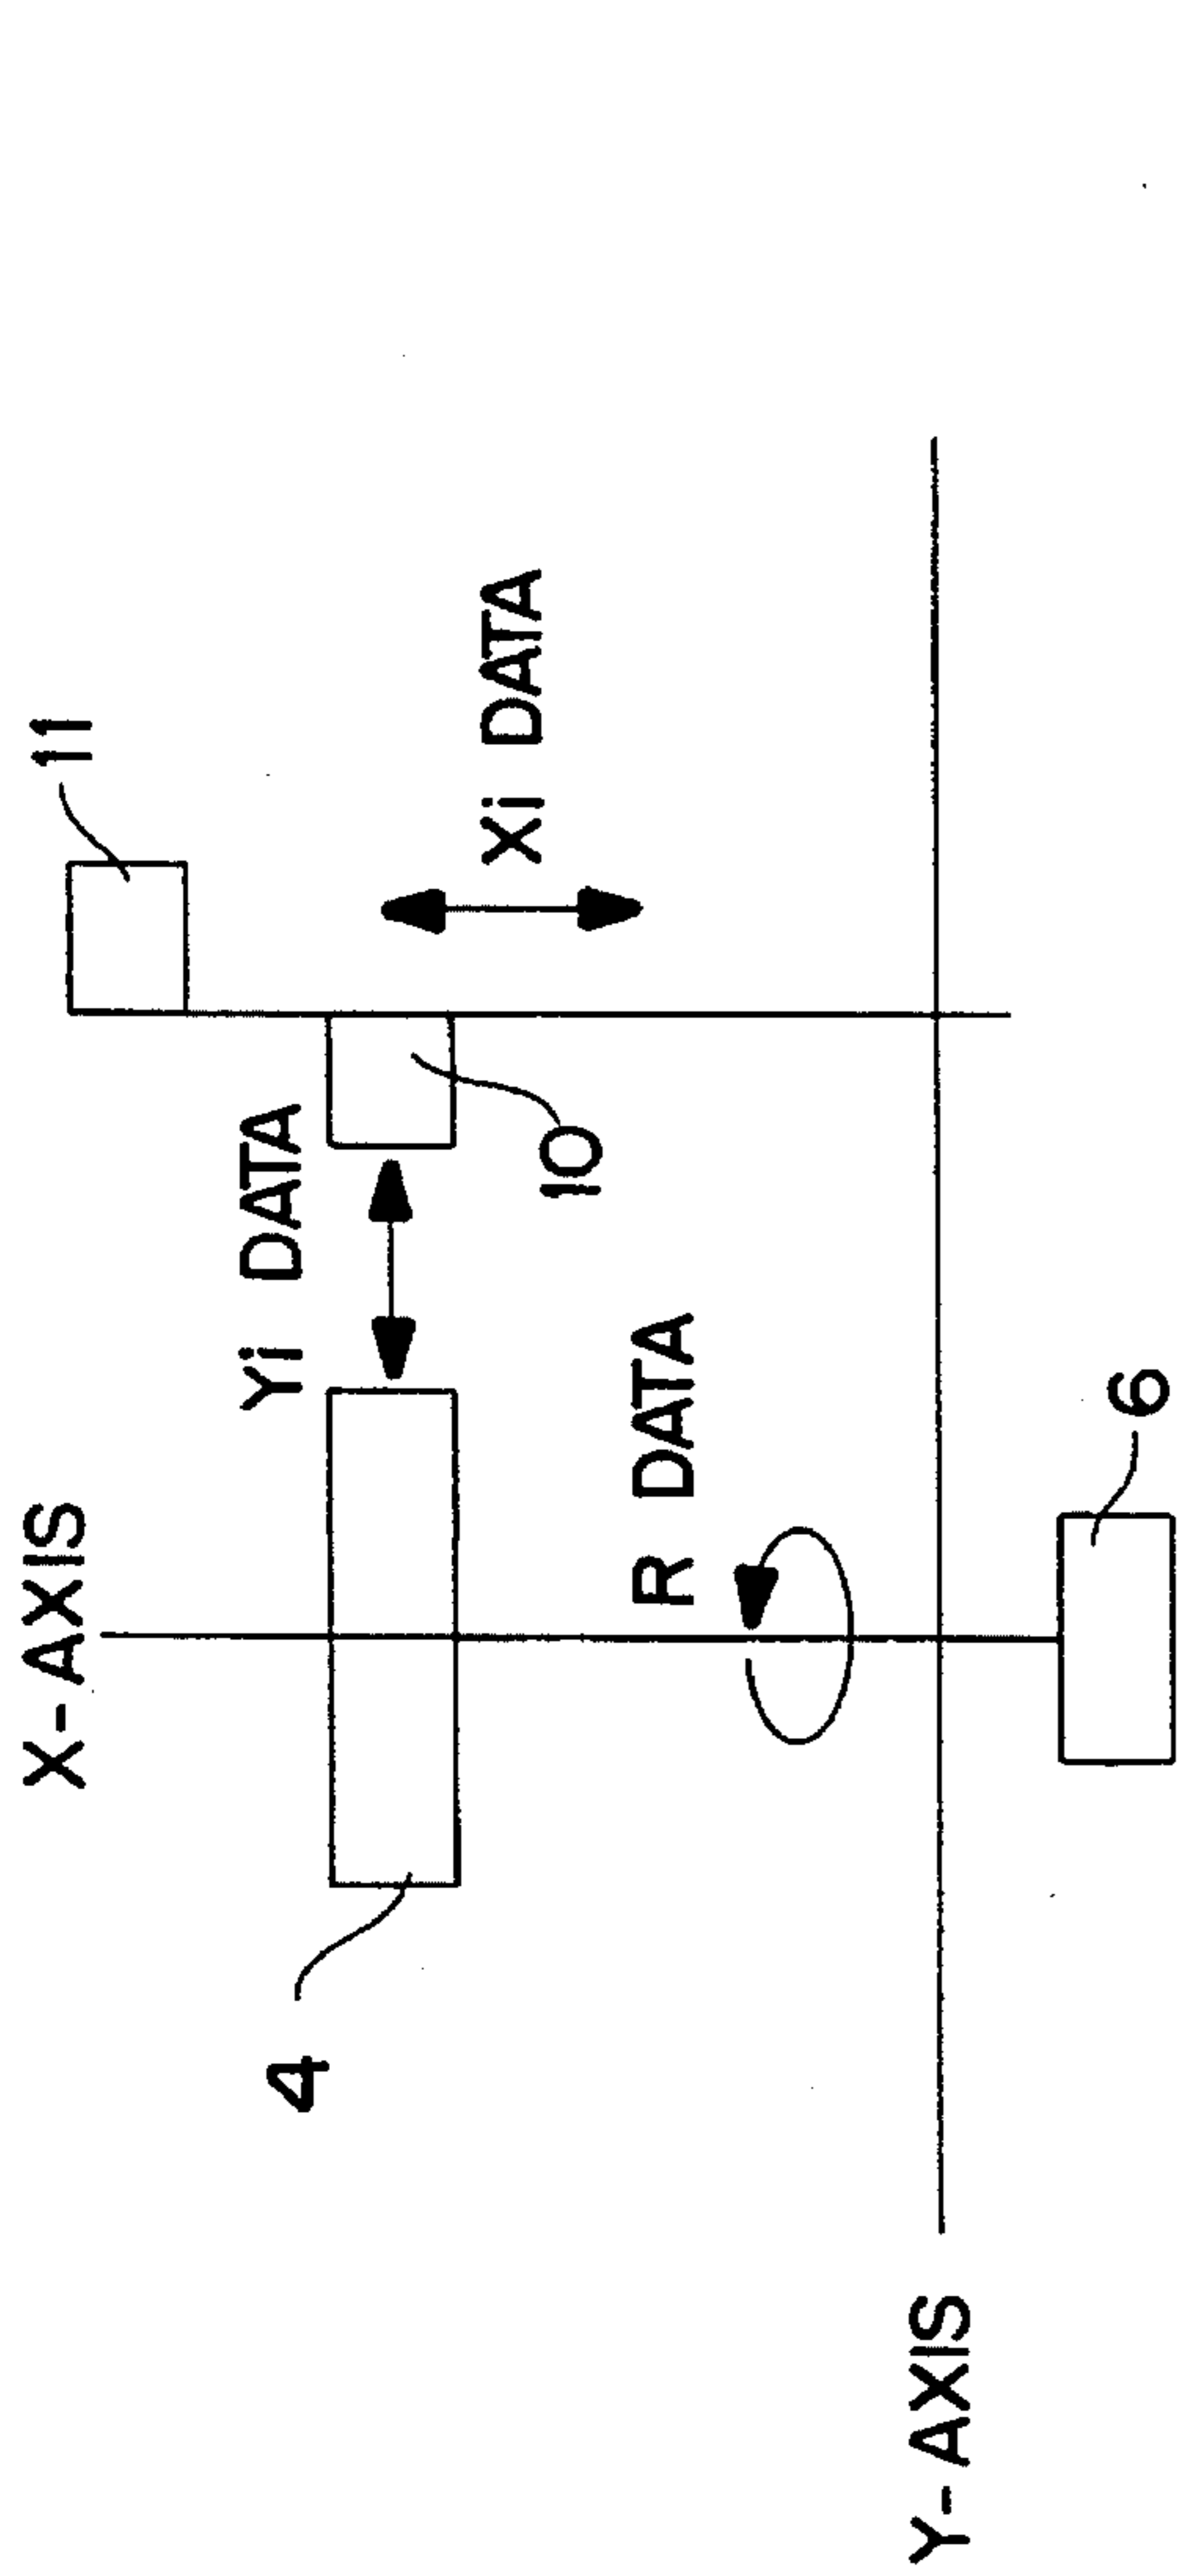 X-AXIS
11
Yi DATA
Xi DATA
4
10
R DATA
Y-AXIS
6